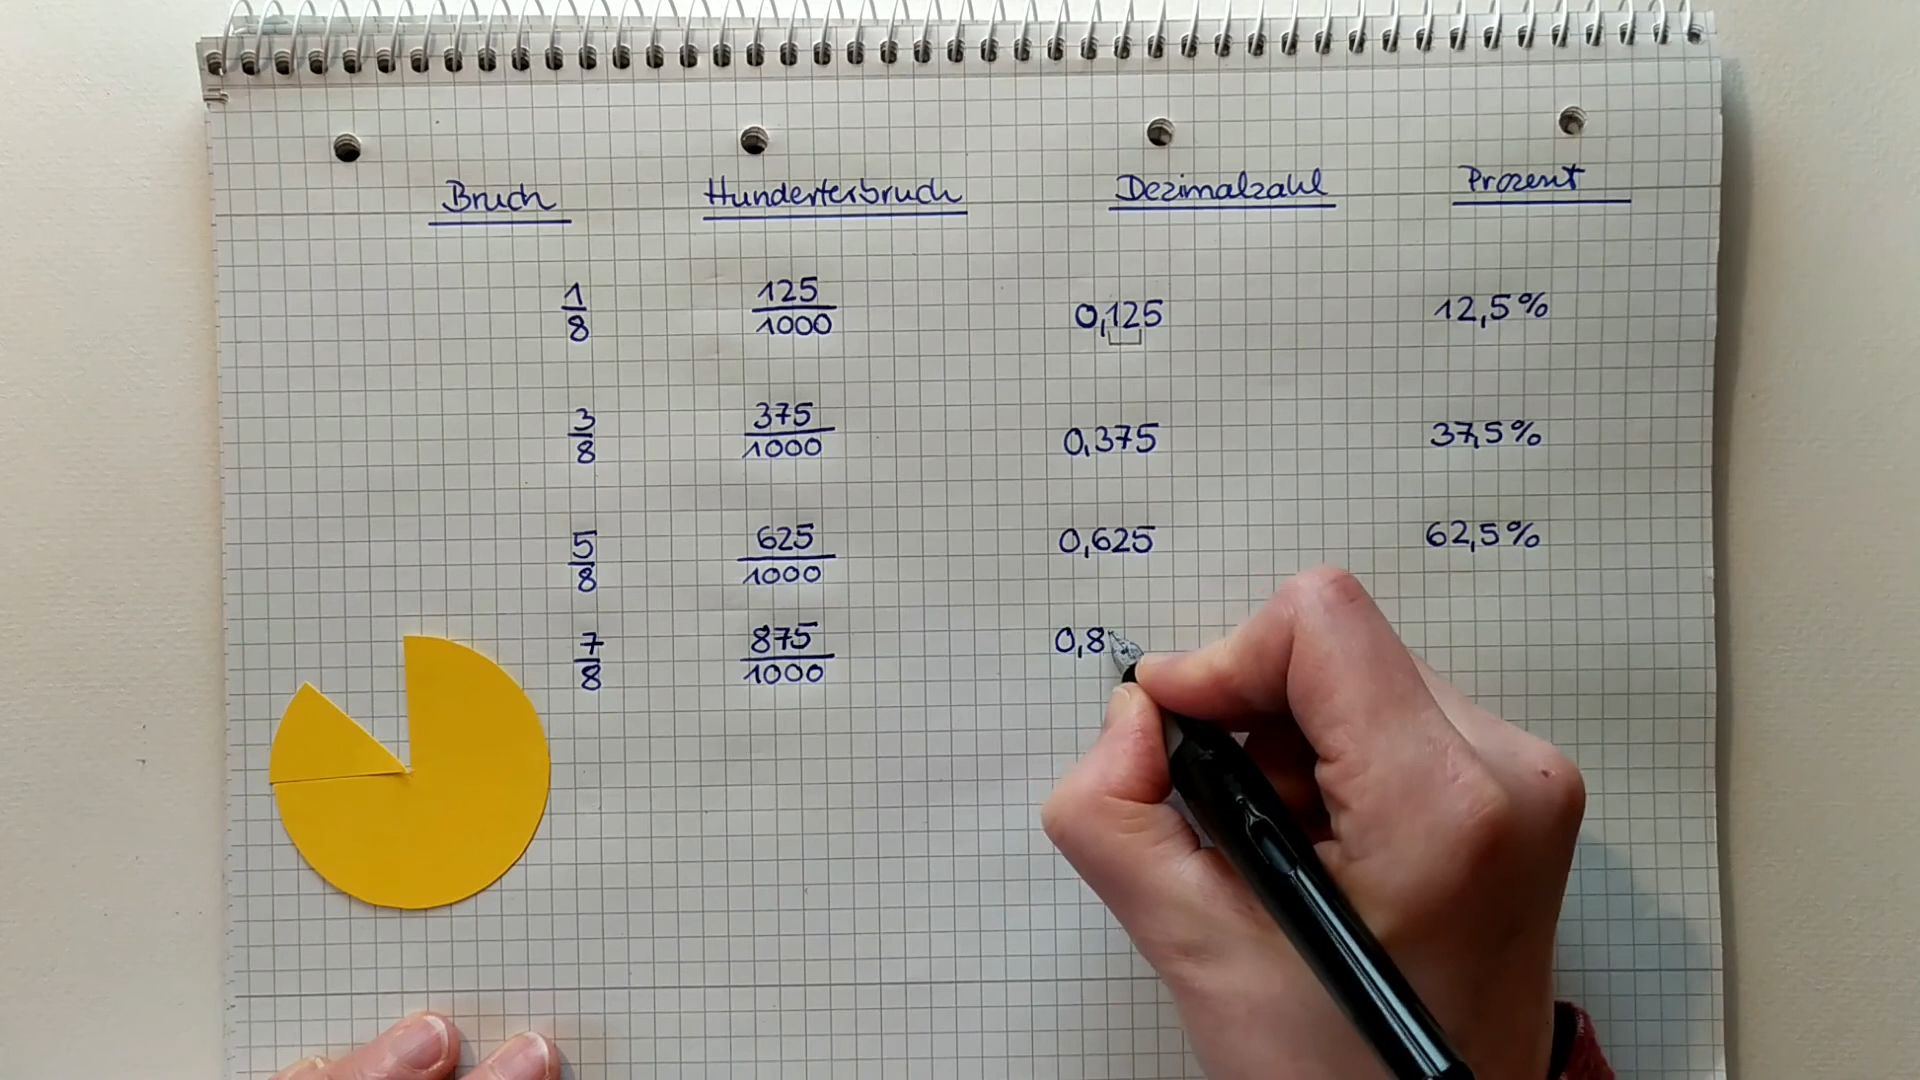 Bruch Hunderterbruch Dezimalzahl Prozent
1/8 125/1000 0,125 12,5%
3/8 375/1000 0,375 37,5%
5/8 625/1000 0,625 62,5%
7/8 875/1000 0,8